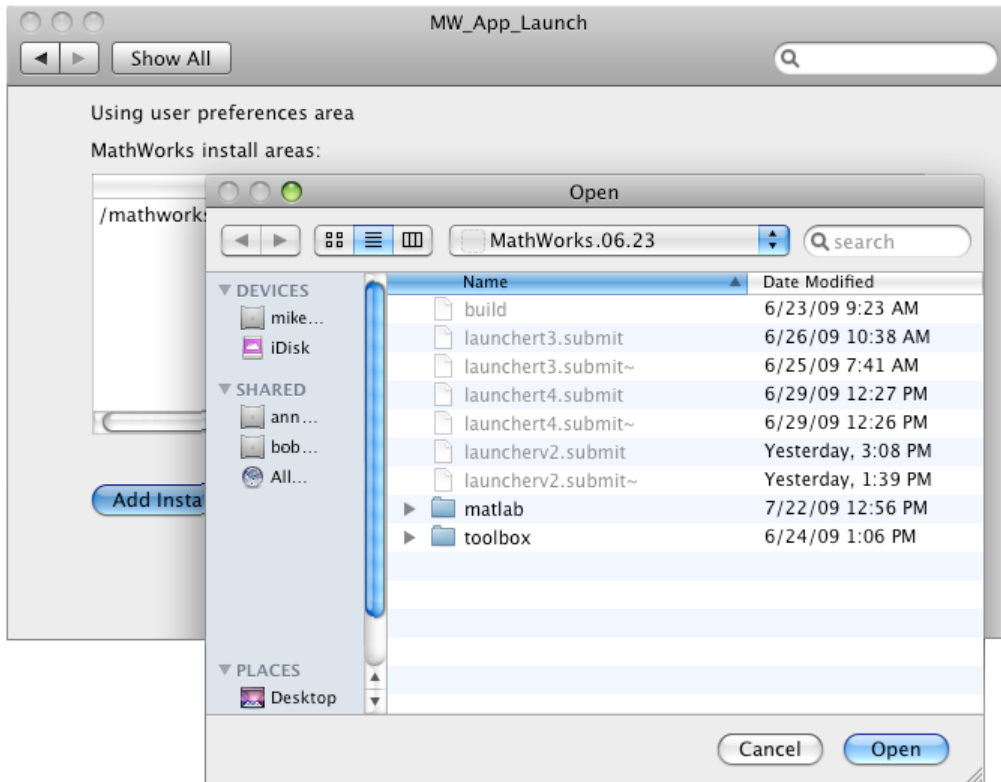 MW_App_Launch
Show All
Using user preferences area
MathWorks install areas:
/mathworks
Open
MathWorks.06.23
search
DEVICES
mike...
iDisk
SHARED
ann...
bob...
All...
PLACES
Desktop
Name Date Modified
build 6/23/09 9:23 AM
launchert3.submit 6/26/09 10:38 AM
launchert3.submit~ 6/25/09 7:41 AM
launchert4.submit 6/29/09 12:27 PM
launchert4.submit~ 6/29/09 12:26 PM
launcherv2.submit Yesterday, 3:08 PM
launcherv2.submit~ Yesterday, 1:39 PM
matlab 7/22/09 12:56 PM
toolbox 6/24/09 1:06 PM
Add Insta
Cancel Open